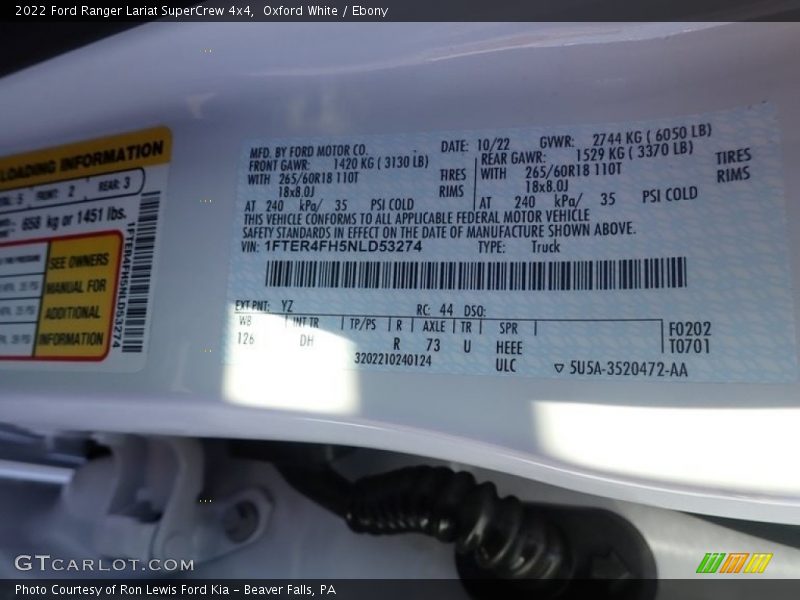 2022 Ford Ranger Lariat SuperCrew 4x4,  Oxford White / Ebony
LOADING INFORMATION
FRONT: 2 REAR: 3
658 kg or 1451 lbs.
SEE OWNERS
MANUAL FOR
ADDITIONAL
INFORMATION
1FTER4FH5NLD53274
MFD. BY FORD MOTOR CO. DATE: 10/22 GVWR: 2744 KG ( 6050 LB)
FRONT GAWR: 1420 KG ( 3130 LB) REAR GAWR: 1529 KG ( 3370 LB)
WITH 265/60R18 110T TIRES WITH 265/60R18 110T TIRES
18x8.0J RIMS 18x8.0J RIMS
AT 240 kPa/ 35 PSI COLD AT 240 kPa/ 35 PSI COLD
THIS VEHICLE CONFORMS TO ALL APPLICABLE FEDERAL MOTOR VEHICLE
SAFETY STANDARDS IN EFFECT ON THE DATE OF MANUFACTURE SHOWN ABOVE.
VIN: 1FTER4FH5NLD53274 TYPE: Truck
EXT PNT: YZ RC: 44 DSO:
WB INT TR TP/PS R AXLE TR SPR F0202
126 DH R 73 U HEEE T0701
3202210240124 ULC ▽ 5U5A-3520472-AA
GTCARLOT.COM
Photo Courtesy of Ron Lewis Ford Kia - Beaver Falls, PA